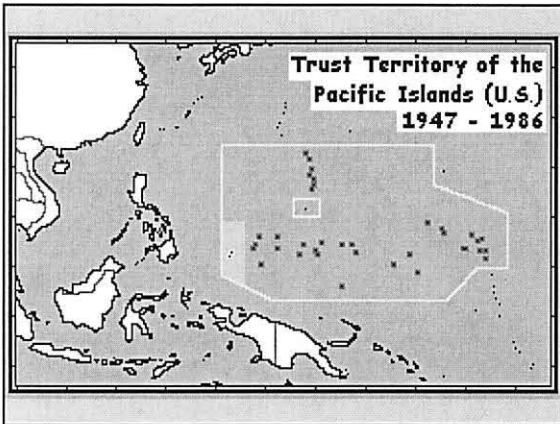 Trust Territory of the
Pacific Islands (U.S.)
1947 - 1986